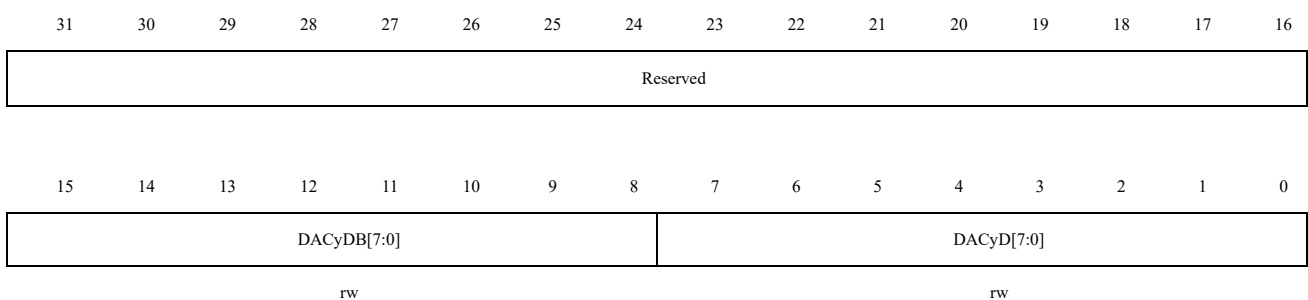 31 30 29 28 27 26 25 24 23 22 21 20 19 18 17 16
Reserved
15 14 13 12 11 10 9 8 7 6 5 4 3 2 1 0
DACyDB[7:0] DACyD[7:0]
rw rw